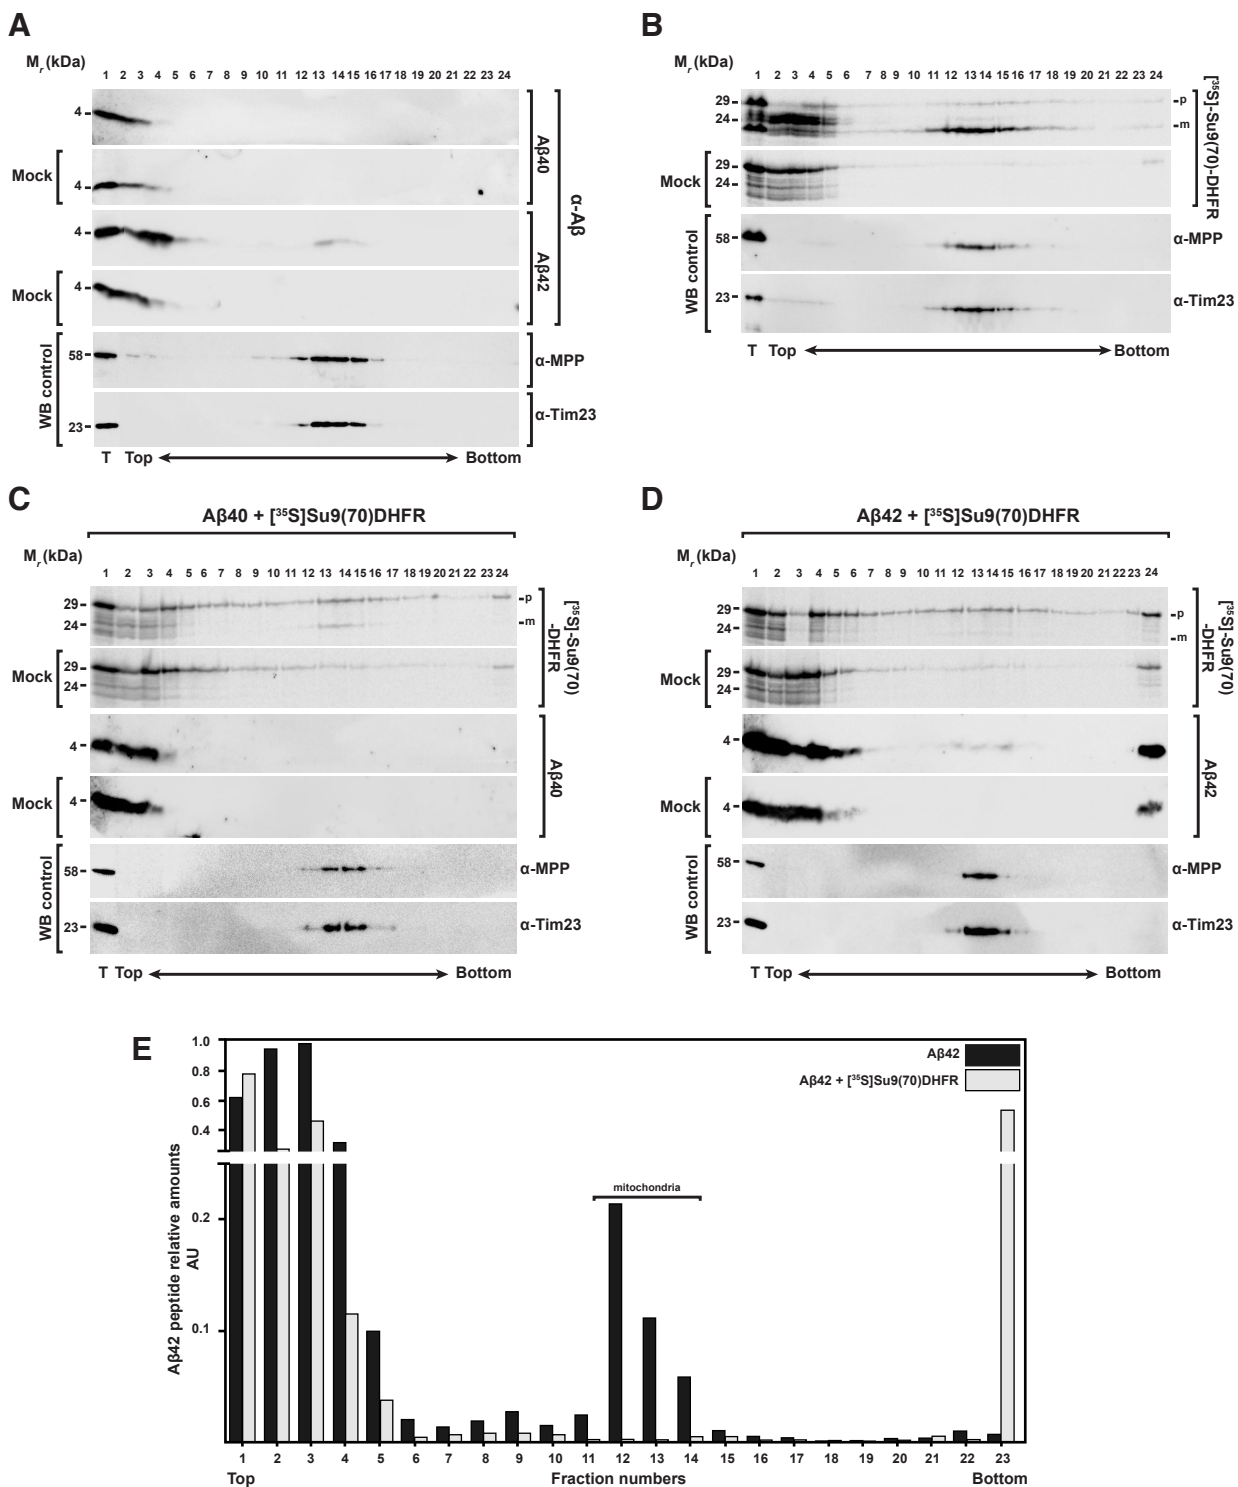 A
Mr (kDa)
1 2 3 4 5 6 7 8 9 10 11 12 13 14 15 16 17 18 19 20 21 22 23 24
4
Mock
4
Aβ40
4
Mock
4
Aβ42
α-Aβ
WB control
58
α-MPP
23
α-Tim23
T Top Bottom
B
Mr (kDa)
1 2 3 4 5 6 7 8 9 10 11 12 13 14 15 16 17 18 19 20 21 22 23 24
29
24
p
m
Mock
29
24
[35S]-Su9(70)-DHFR
WB control
58
α-MPP
23
α-Tim23
T Top Bottom
C
Aβ40 + [35S]Su9(70)DHFR
Mr (kDa)
1 2 3 4 5 6 7 8 9 10 11 12 13 14 15 16 17 18 19 20 21 22 23 24
29
24
p
m
Mock
29
24
[35S]-Su9(70)
-DHFR
4
Mock
4
Aβ40
WB control
58
α-MPP
23
α-Tim23
T Top Bottom
D
Aβ42 + [35S]Su9(70)DHFR
Mr (kDa)
1 2 3 4 5 6 7 8 9 10 11 12 13 14 15 16 17 18 19 20 21 22 23 24
29
24
p
m
Mock
29
24
[35S]-Su9(70)
-DHFR
4
Mock
4
Aβ42
WB control
58
α-MPP
23
α-Tim23
T Top Bottom
E
1.0
0.8
0.6
0.4
0.2
0.1
Aβ42 peptide relative amounts
AU
Aβ42
Aβ42 + [35S]Su9(70)DHFR
mitochondria
1 2 3 4 5 6 7 8 9 10 11 12 13 14 15 16 17 18 19 20 21 22 23
Top Fraction numbers Bottom